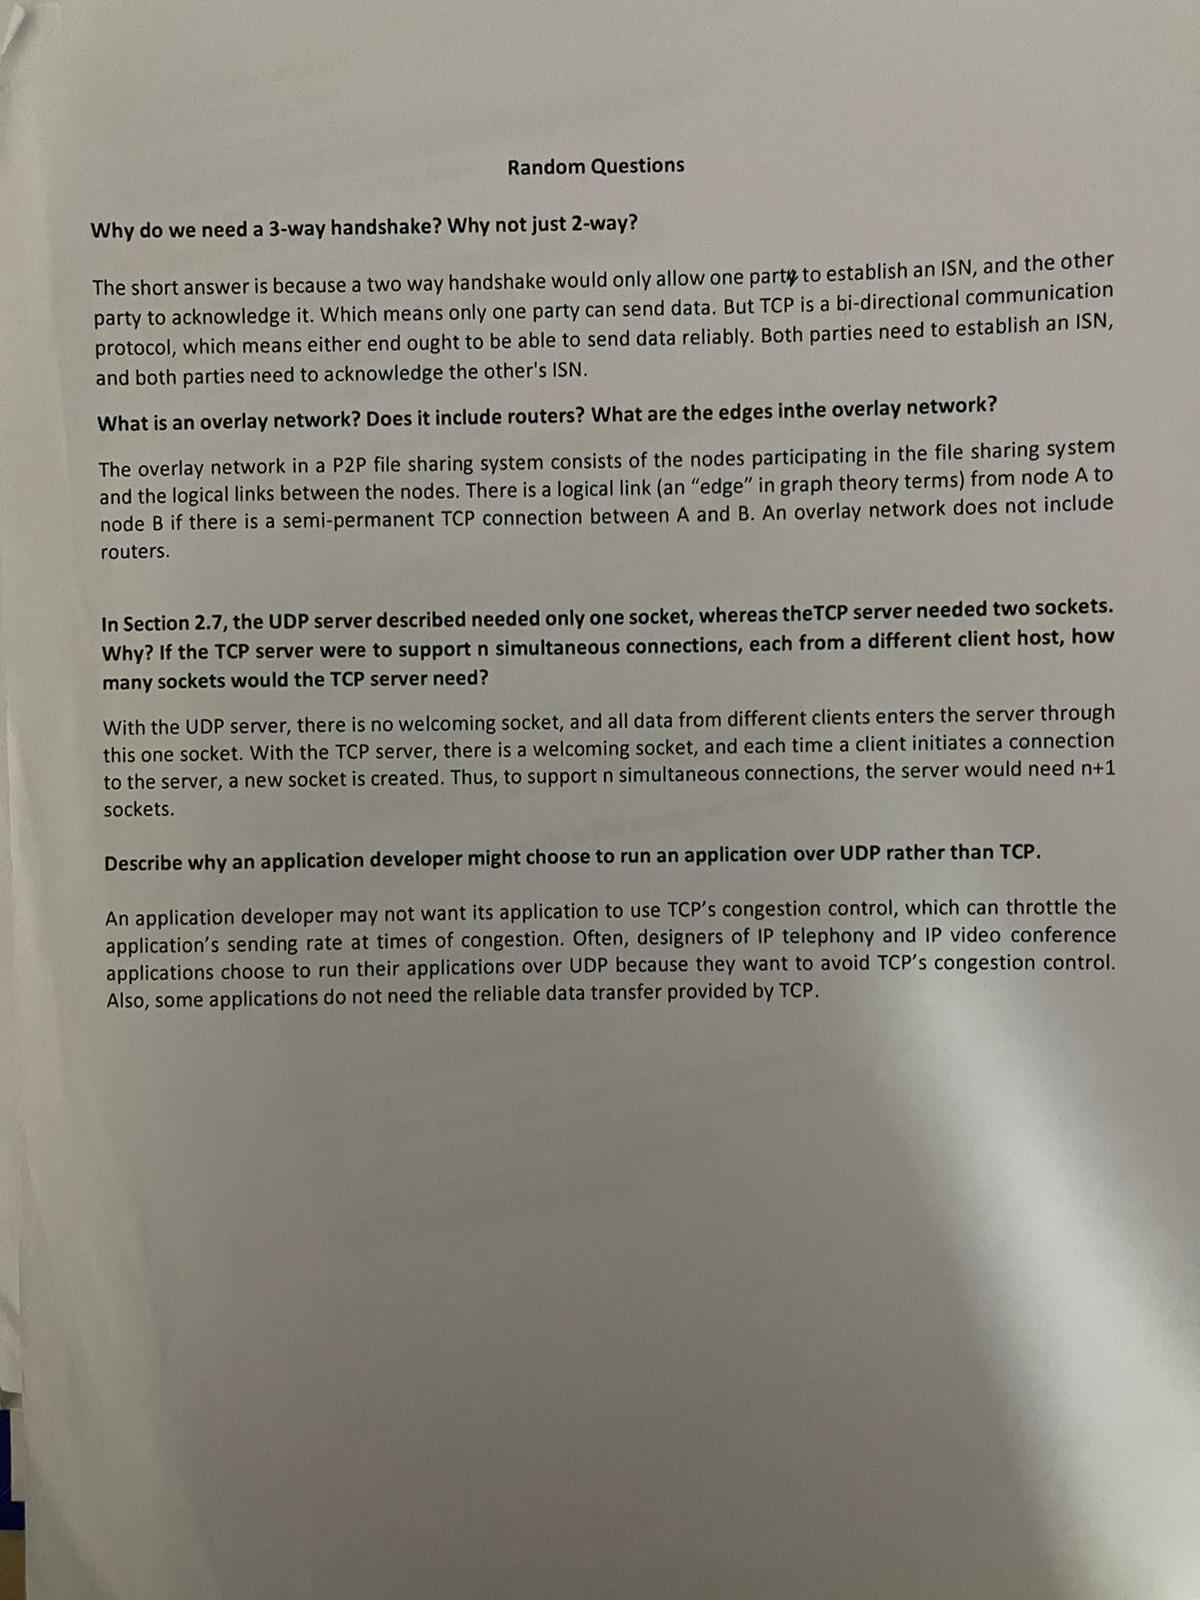 Random Questions
Why do we need a 3-way handshake? Why not just 2-way?
The short answer is because a two way handshake would only allow one party to establish an ISN, and the other
party to acknowledge it. Which means only one party can send data. But TCP is a bi-directional communication
protocol, which means either end ought to be able to send data reliably. Both parties need to establish an ISN,
and both parties need to acknowledge the other's ISN.
What is an overlay network? Does it include routers? What are the edges inthe overlay network?
The overlay network in a P2P file sharing system consists of the nodes participating in the file sharing system
and the logical links between the nodes. There is a logical link (an “edge” in graph theory terms) from node A to
node B if there is a semi-permanent TCP connection between A and B. An overlay network does not include
routers.
In Section 2.7, the UDP server described needed only one socket, whereas theTCP server needed two sockets.
Why? If the TCP server were to support n simultaneous connections, each from a different client host, how
many sockets would the TCP server need?
With the UDP server, there is no welcoming socket, and all data from different clients enters the server through
this one socket. With the TCP server, there is a welcoming socket, and each time a client initiates a connection
to the server, a new socket is created. Thus, to support n simultaneous connections, the server would need n+1
sockets.
Describe why an application developer might choose to run an application over UDP rather than TCP.
An application developer may not want its application to use TCP’s congestion control, which can throttle the
application’s sending rate at times of congestion. Often, designers of IP telephony and IP video conference
applications choose to run their applications over UDP because they want to avoid TCP’s congestion control.
Also, some applications do not need the reliable data transfer provided by TCP.